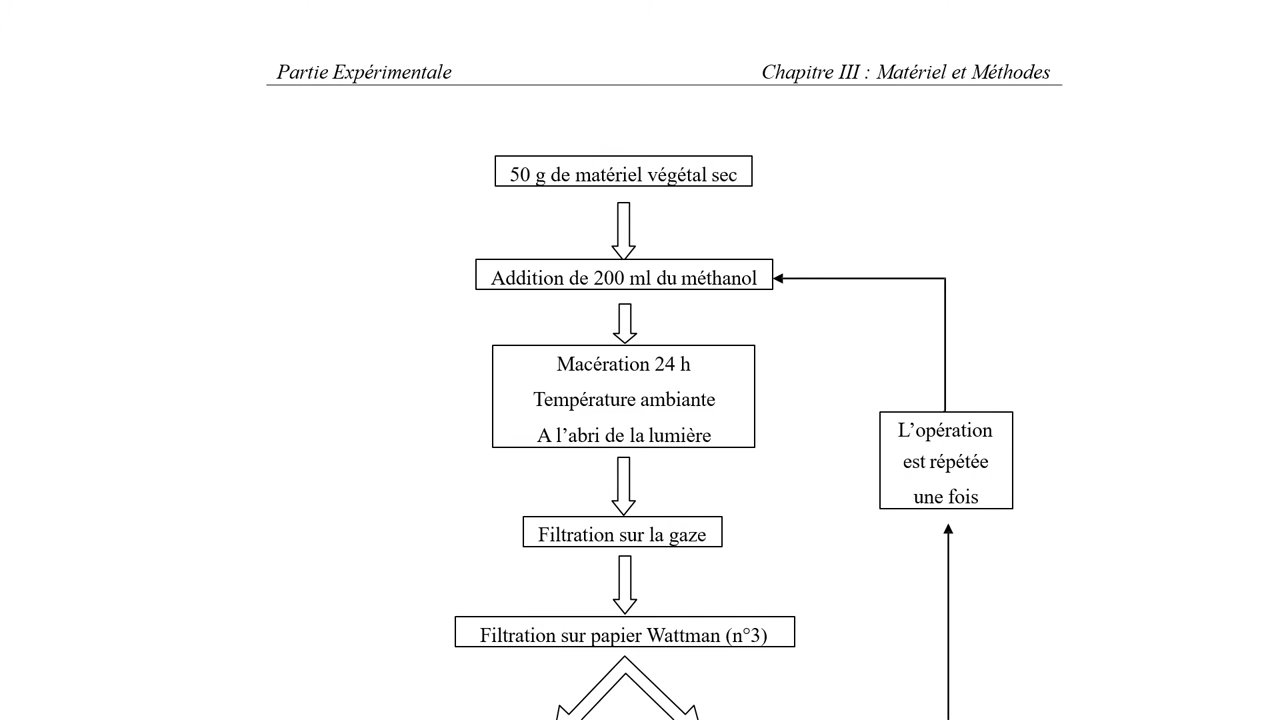 Partie Expérimentale
Chapitre III : Matériel et Méthodes
50 g de matériel végétal sec
Addition de 200 ml du méthanol
Macération 24 h
Température ambiante
A l’abri de la lumière
L’opération
est répétée
une fois
Filtration sur la gaze
Filtration sur papier Wattman (n°3)